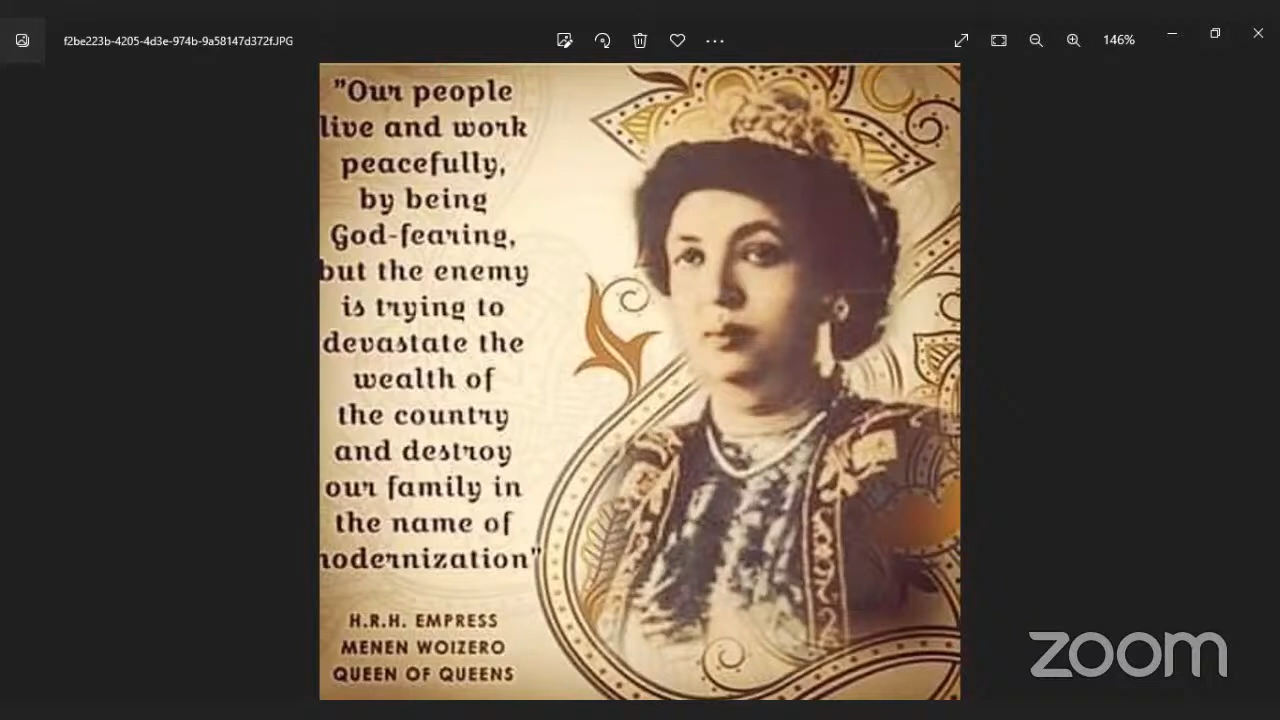 f2be223b-4205-4d3e-974b-9a58147d372f.JPG
146%
"Our people
live and work
peacefully,
by being
God-fearing,
but the enemy
is trying to
devastate the
wealth of
the country
and destroy
our family in
the name of
modernization"
H.R.H. EMPRESS
MENEN WOIZERO
QUEEN OF QUEENS
zoom